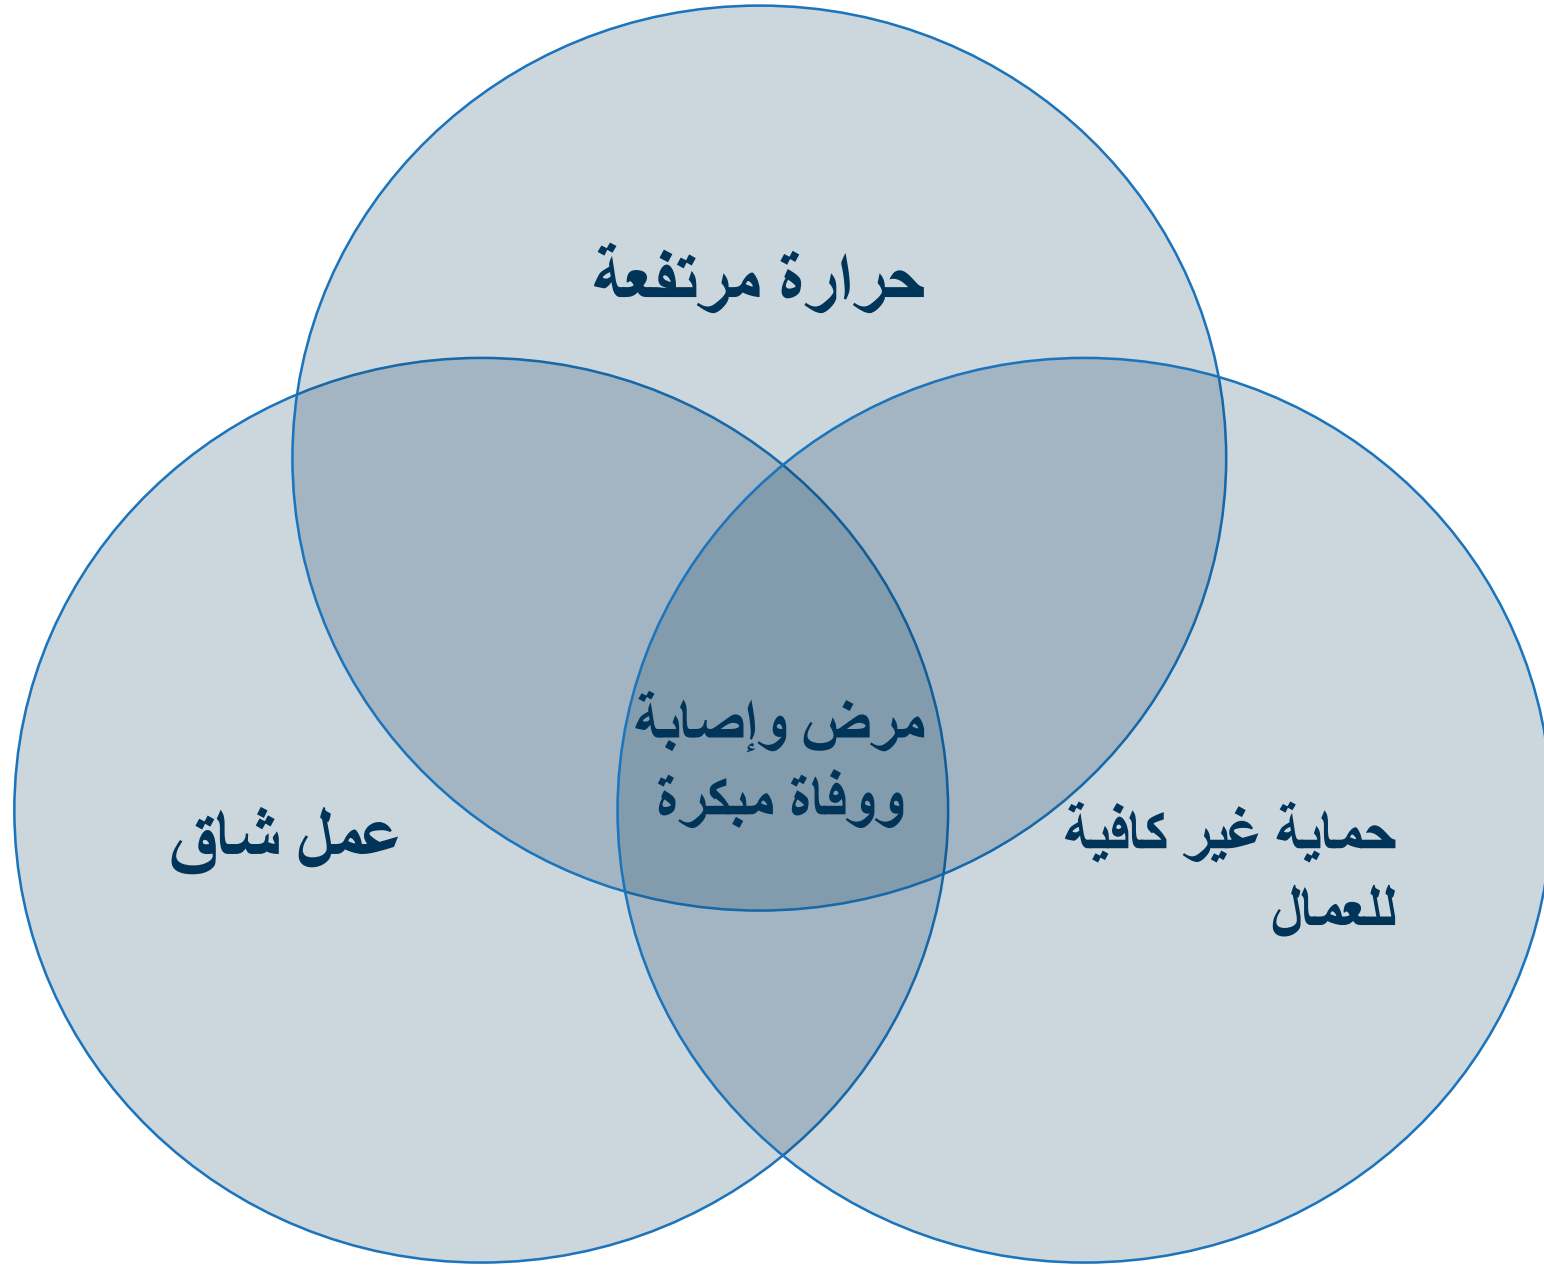 حرارة مرتفعة
مرض وإصابة
ووفاة مبكرة
حماية غير كافية
للعمال
عمل شاق